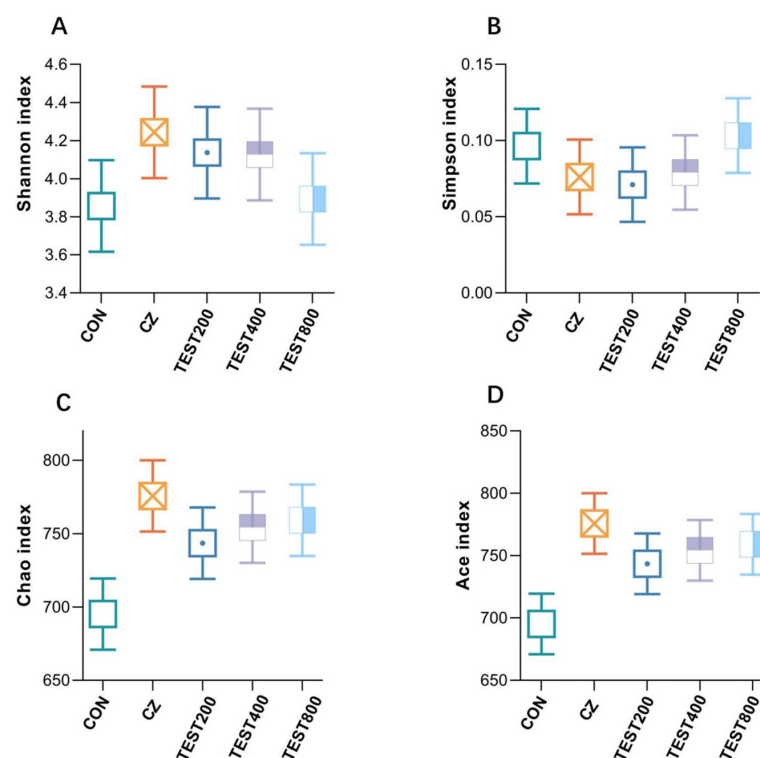 A
Shannon index
4.6
4.4
4.2
4.0
3.8
3.6
3.4
CON
CZ
TEST200
TEST400
TEST800
B
Simpson index
0.15
0.10
0.05
0.00
CON
CZ
TEST200
TEST400
TEST800
C
Chao index
800
750
700
650
CON
CZ
TEST200
TEST400
TEST800
D
Ace index
850
800
750
700
650
CON
CZ
TEST200
TEST400
TEST800